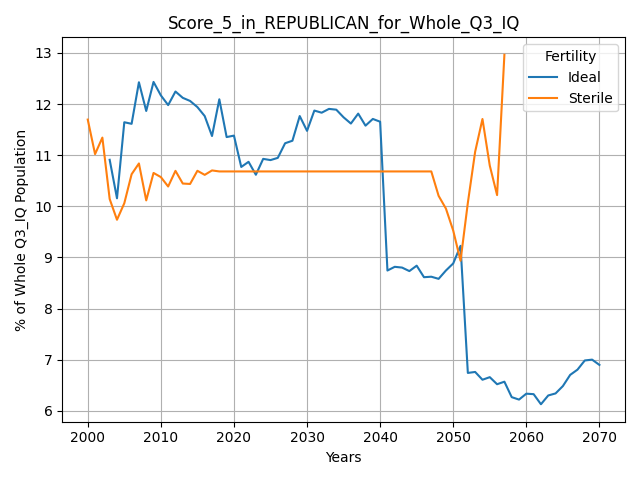 Score_5_in_REPUBLICAN_for_Whole_Q3_IQ
% of Whole Q3_IQ Population
13
12
11
10
9
8
7
6
Fertility
Ideal
Sterile
2000 2010 2020 2030 2040 2050 2060 2070
Years